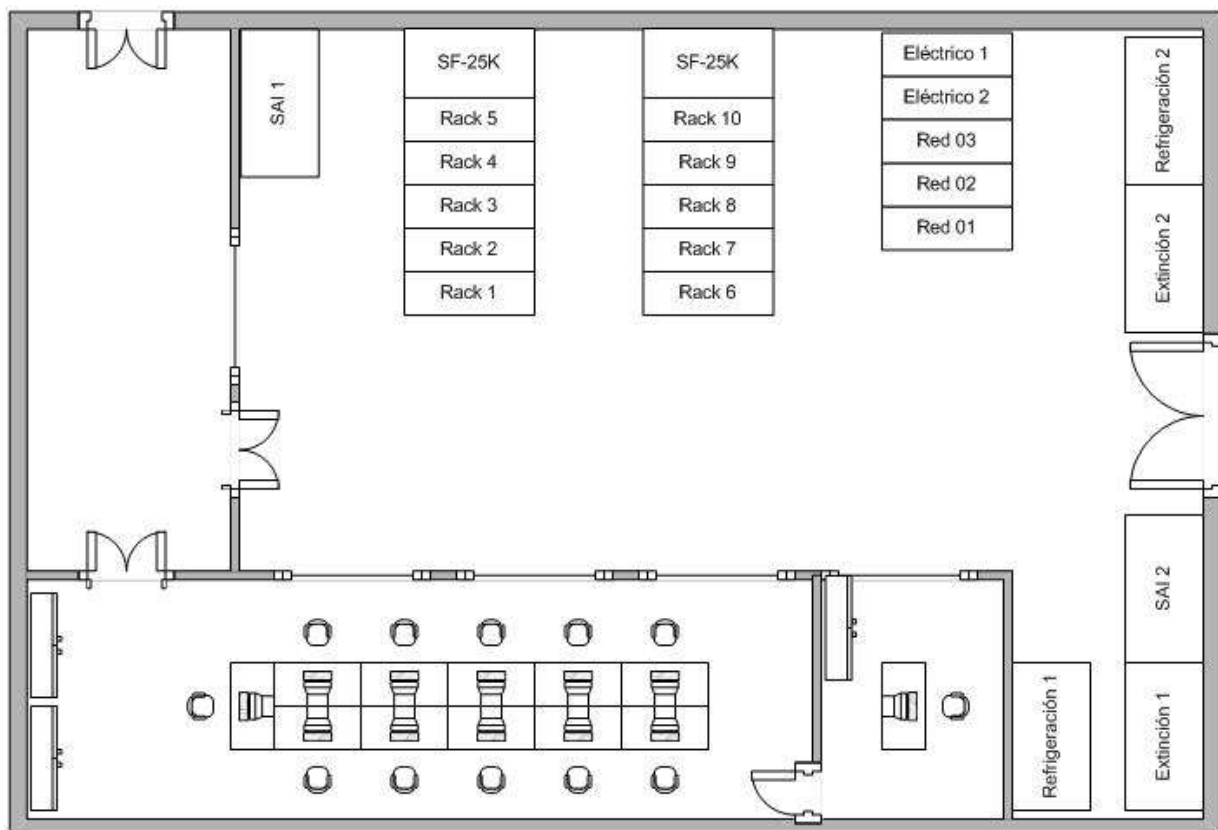 SAI 1
SF-25K
Rack 5
Rack 4
Rack 3
Rack 2
Rack 1
SF-25K
Rack 10
Rack 9
Rack 8
Rack 7
Rack 6
Eléctrico 1
Eléctrico 2
Red 03
Red 02
Red 01
Refrigeración 2
Extinción 2
SAI 2
Refrigeración 1
Extinción 1